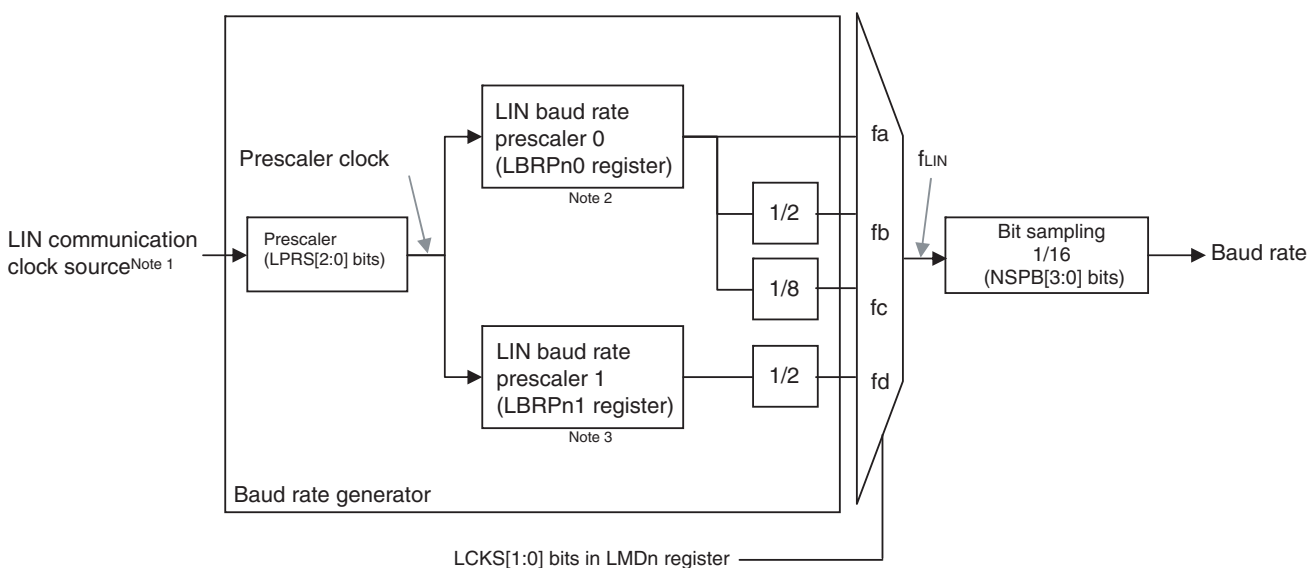 LIN communication
clock source Note 1
Prescaler clock
Prescaler
(LPRS[2:0] bits)
LIN baud rate
prescaler 0
(LBRPn0 register)
Note 2
LIN baud rate
prescaler 1
(LBRPn1 register)
Note 3
1/2
1/8
1/2
fa
fb
fc
fd
fLIN
Bit sampling
1/16
(NSPB[3:0] bits)
Baud rate
Baud rate generator
LCKS[1:0] bits in LMDn register